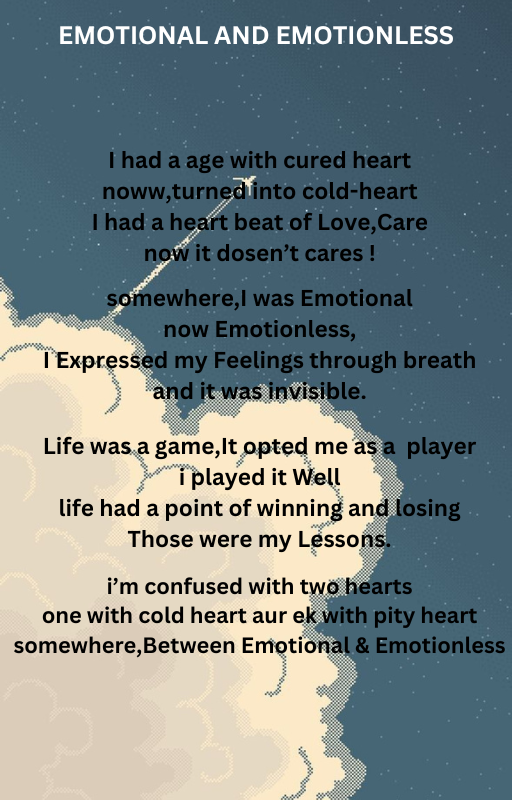 EMOTIONAL AND EMOTIONLESS
I had a age with cured heart
noww,turned into cold-heart
I had a heart beat of Love,Care
now it dosen't cares !
somewhere,I was Emotional
now Emotionless,
I Expressed my Feelings through breath
and it was invisible.
Life was a game,It opted me as a player
i played it Well
life had a point of winning and losing
Those were my Lessons.
i'm confused with two hearts
one with cold heart aur ek with pity heart
somewhere,Between Emotional & Emotionless